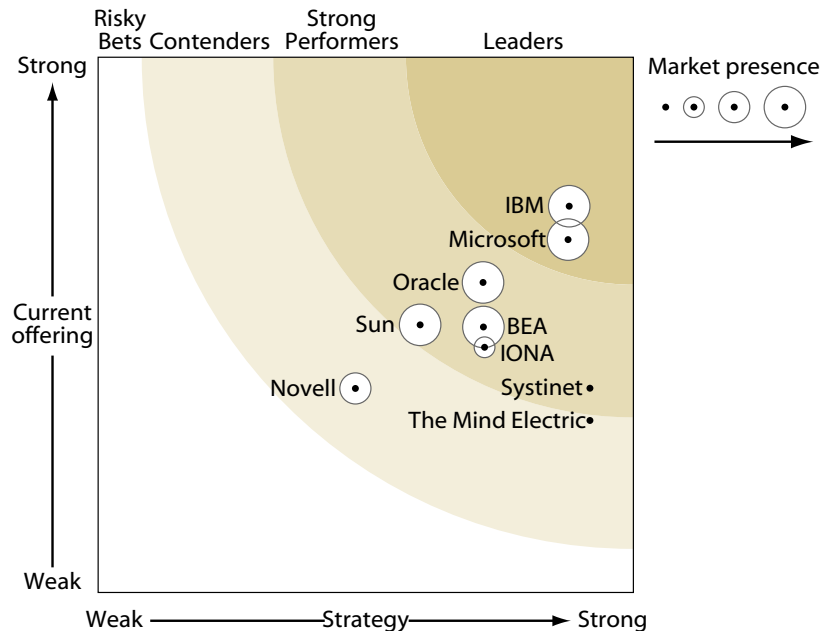 Risky
Bets
Contenders
Strong
Performers
Leaders
Strong
Market presence
IBM
Microsoft
Oracle
Current
offering
Sun
BEA
IONA
Novell
Systinet
The Mind Electric
Weak
Weak
Strategy
Strong